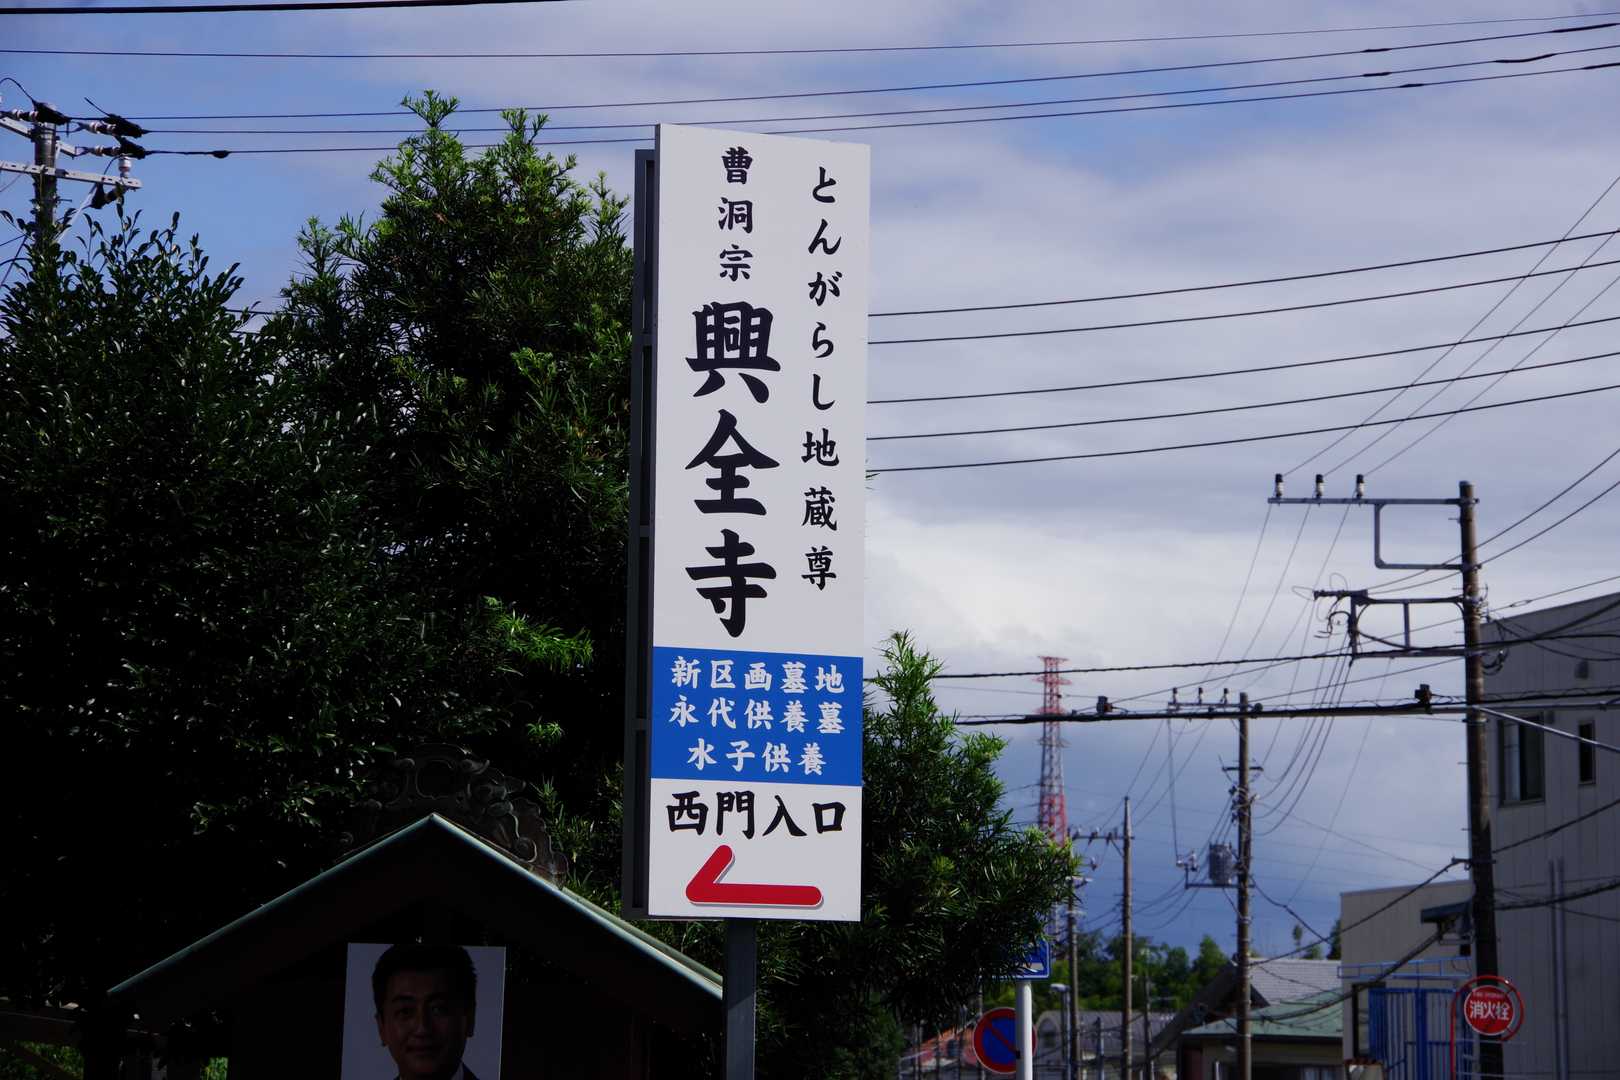 とんがらし地蔵尊
曹洞宗 興全寺
新区画墓地
永代供養墓
水子供養
西門入口
消火栓